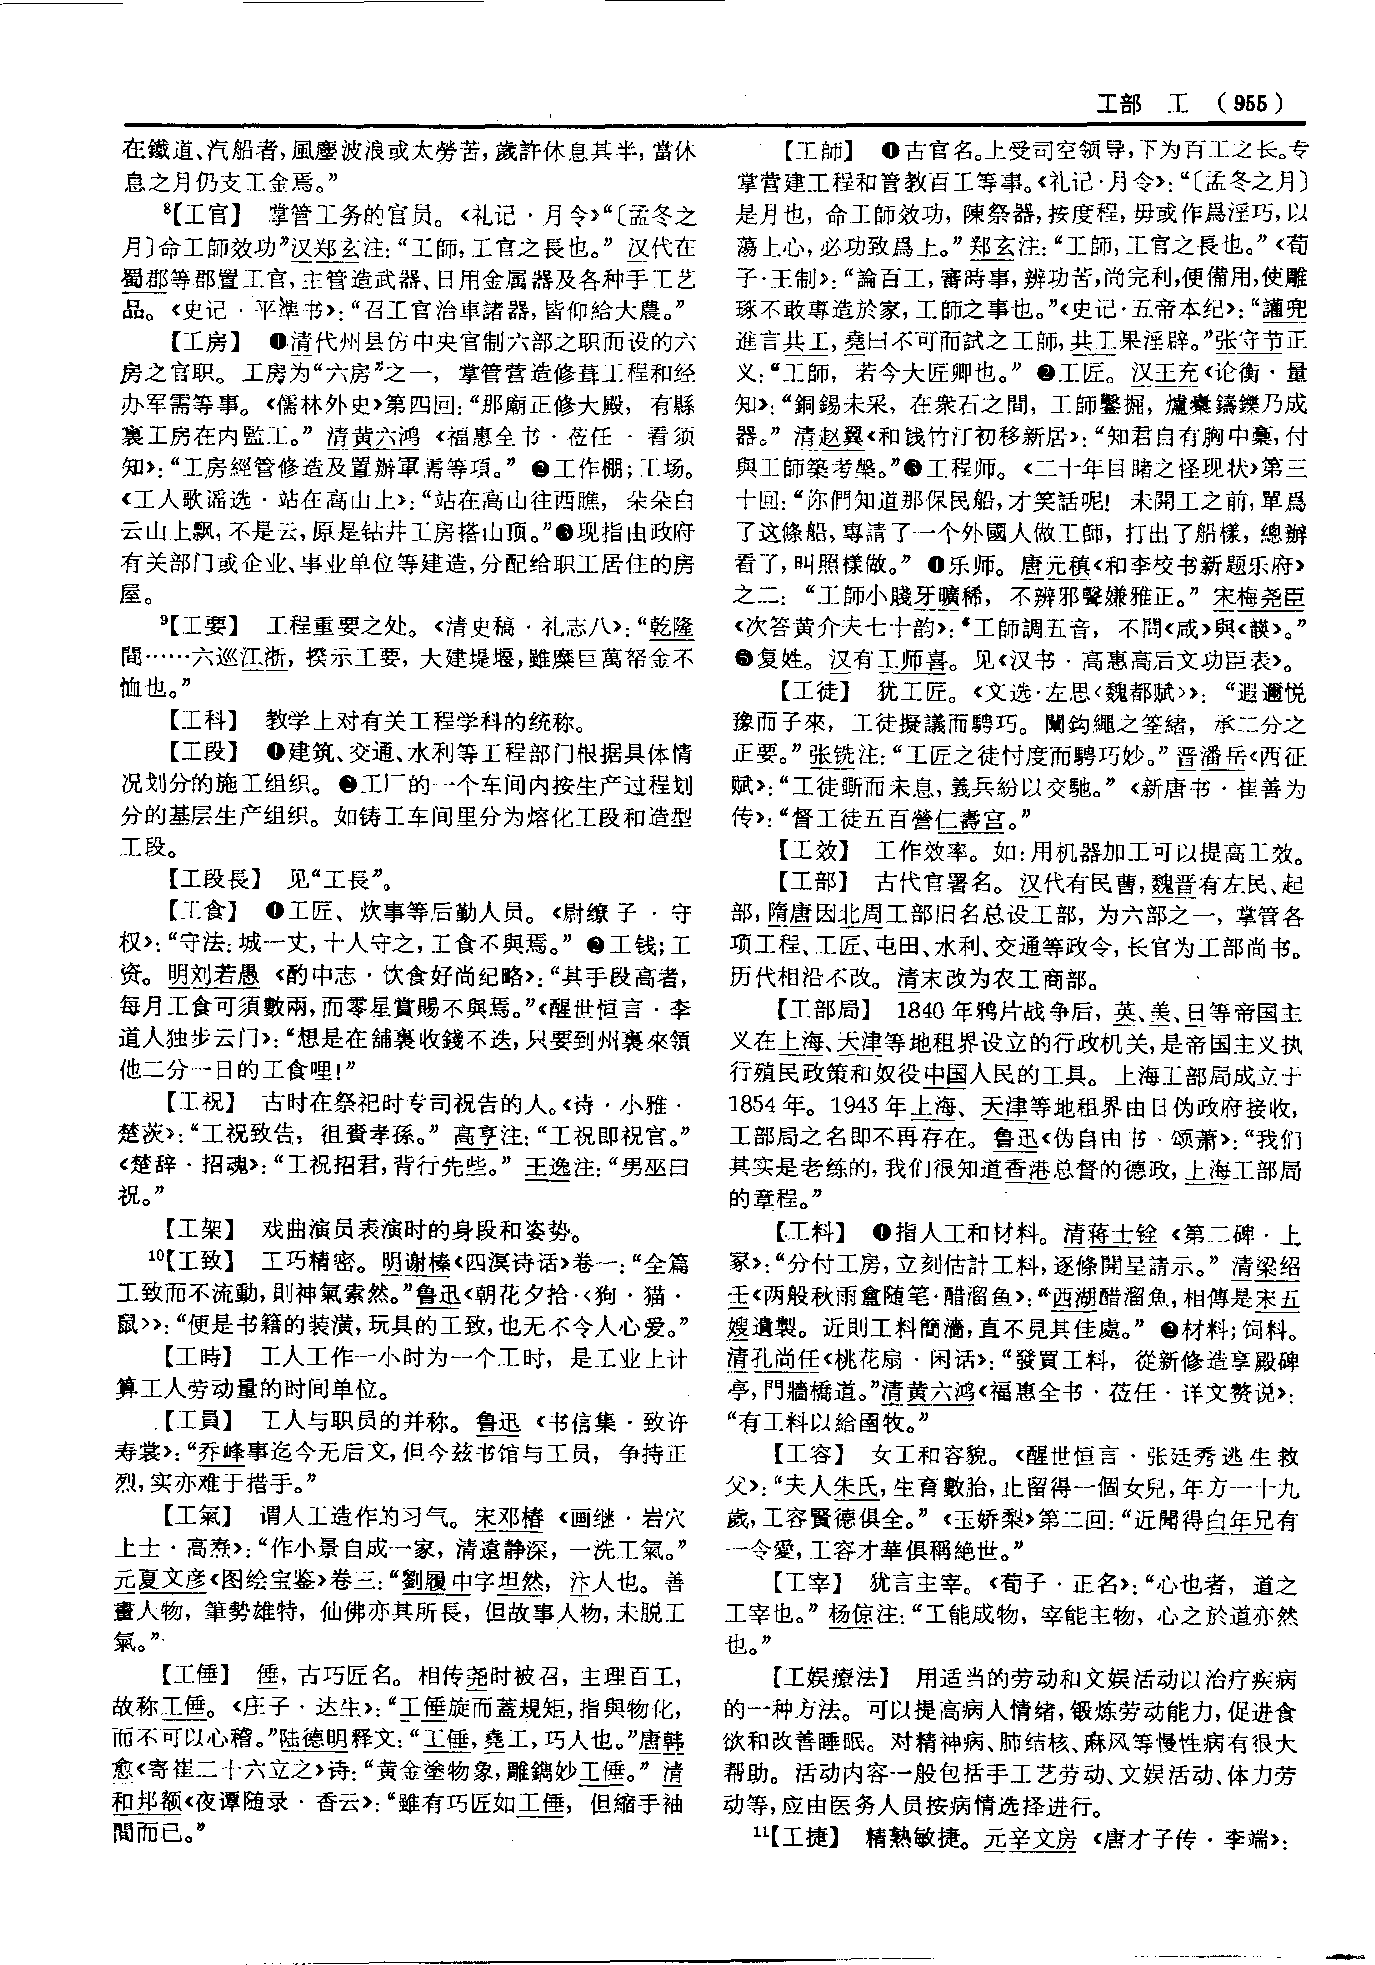 工部 工 （955）
在鐵道、汽船者，風塵波浪或太勞苦，歲許休息其半，當休
息之月仍支工金焉。”
⁸【工官】 掌管工务的官员。《礼记·月令》“〔孟冬之
月〕命工師效功”汉郑玄注：“工師，工官之長也。” 汉代在
蜀郡等郡置工官，主管造武器、日用金属器及各种手工艺
品。《史记·平準书》：“召工官治車諸器，皆仰給大農。”
【工房】 ❶清代州县仿中央官制六部之职而设的六
房之官职。工房为“六房”之一，掌管营造修葺工程和经
办军需等事。《儒林外史》第四回：“那廟正修大殿，有縣
裏工房在内監工。” 清黄六鸿《福惠全书·莅任·看须
知》：“工房經管修造及置辦軍需等項。” ❷工作棚；工场。
《工人歌谣选·站在高山上》：“站在高山往西瞧，朵朵白
云山上飘，不是云，原是钻井工房搭山顶。”❸现指由政府
有关部门或企业、事业单位等建造，分配给职工居住的房
屋。
⁹【工要】 工程重要之处。《清史稿·礼志八》：“乾隆
間……六巡江浙，揆示工要，大建堤堰，雖糜巨萬帑金不
恤也。”
【工科】 教学上对有关工程学科的统称。
【工段】 ❶建筑、交通、水利等工程部门根据具体情
况划分的施工组织。❷工厂的一个车间内按生产过程划
分的基层生产组织。如铸工车间里分为熔化工段和造型
工段。
【工段長】 见“工長”。
【工食】 ❶工匠、炊事等后勤人员。《尉缭子·守
权》：“守法：城一丈，十人守之，工食不與焉。” ❷工钱；工
资。明刘若愚《酌中志·饮食好尚纪略》：“其手段高者，
每月工食可須數兩，而零星賞賜不與焉。”《醒世恒言·李
道人独步云门》：“想是在舖裏收錢不迭，只要到州裏來領
他二分一日的工食哩！”
【工祝】 古时在祭祀时专司祝告的人。《诗·小雅·
楚茨》：“工祝致告，徂賚孝孫。” 高亨注：“工祝即祝官。”
《楚辞·招魂》：“工祝招君，背行先些。” 王逸注：“男巫曰
祝。”
【工架】 戏曲演员表演时的身段和姿势。
¹⁰【工致】 工巧精密。明谢榛《四溟诗话》卷一：“全篇
工致而不流動，則神氣索然。”鲁迅《朝花夕拾·〈狗·猫·
鼠〉》：“便是书籍的装潢，玩具的工致，也无不令人心爱。”
【工時】 工人工作一小时为一个工时，是工业上计
算工人劳动量的时间单位。
【工員】 工人与职员的并称。鲁迅《书信集·致许
寿裳》：“乔峰事迄今无后文，但今兹书馆与工员，争持正
烈，实亦难于措手。”
【工氣】 谓人工造作的习气。宋邓椿《画继·岩穴
上士·高焘》：“作小景自成一家，清遠静深，一洗工氣。”
元夏文彦《图绘宝鉴》卷三：“劉履中字坦然，汴人也。善
畫人物，筆勢雄特，仙佛亦其所長，但故事人物，未脱工
氣。”
【工倕】 倕，古巧匠名。相传尧时被召，主理百工，
故称工倕。《庄子·达生》：“工倕旋而蓋規矩，指與物化，
而不可以心稽。”陆德明释文：“工倕，堯工，巧人也。”唐韩
愈《寄崔二十六立之》诗：“黄金塗物象，雕鐫妙工倕。” 清
和邦额《夜谭随录·香云》：“雖有巧匠如工倕，但縮手袖
間而已。”
【工師】 ❶古官名。上受司空领导，下为百工之长。专
掌营建工程和管教百工等事。《礼记·月令》：“〔孟冬之月〕
是月也，命工師效功，陳祭器，按度程，毋或作爲淫巧，以
蕩上心，必功致爲上。” 郑玄注：“工師，工官之長也。”《荀
子·王制》：“論百工，審時事，辨功苦，尚完利，便備用，使雕
琢不敢專造於家，工師之事也。”《史记·五帝本纪》：“讙兜
進言共工，堯曰不可而試之工師，共工果淫辟。”张守节正
义：“工師，若今大匠卿也。” ❷工匠。汉王充《论衡·量
知》：“銅錫未采，在衆石之間，工師鑿掘，爐橐鑄鑠乃成
器。” 清赵翼《和钱竹汀初移新居》：“知君自有胸中稾，付
與工師築考槃。”❸工程师。《二十年目睹之怪现状》第三
十回：“你們知道那保民船，才笑話呢！未開工之前，單爲
了这條船，專請了一个外國人做工師，打出了船樣，總辦
看了，叫照樣做。” ❹乐师。唐元稹《和李校书新题乐府》
之二：“工師小賤牙曠稀，不辨邪聲嫌雅正。” 宋梅尧臣
《次答黄介夫七十韵》：“工師調五音，不問《咸》與《韺》。”
❺复姓。汉有工师喜。见《汉书·高惠高后文功臣表》。
【工徒】 犹工匠。《文选·左思〈魏都赋〉》：“遐邇悦
豫而子來，工徒擬議而騁巧。闡鈎繩之筌緒，承二分之
正要。” 张铣注：“工匠之徒忖度而騁巧妙。” 晋潘岳《西征
赋》：“工徒斲而未息，義兵紛以交馳。” 《新唐书·崔善为
传》：“督工徒五百營仁壽宫。”
【工效】 工作效率。如：用机器加工可以提高工效。
【工部】 古代官署名。汉代有民曹，魏晋有左民、起
部，隋唐因北周工部旧名总设工部，为六部之一，掌管各
项工程、工匠、屯田、水利、交通等政令，长官为工部尚书。
历代相沿不改。清末改为农工商部。
【工部局】 1840年鸦片战争后，英、美、日等帝国主
义在上海、天津等地租界设立的行政机关，是帝国主义执
行殖民政策和奴役中国人民的工具。上海工部局成立于
1854年。1943年上海、天津等地租界由日伪政府接收，
工部局之名即不再存在。鲁迅《伪自由书·颂萧》：“我们
其实是老练的，我们很知道香港总督的德政，上海工部局
的章程。”
【工料】 ❶指人工和材料。清蒋士铨《第二碑·上
冢》：“分付工房，立刻估計工料，逐條開呈請示。” 清梁绍
壬《两般秋雨盦随笔·醋溜鱼》：“西湖醋溜魚，相傳是宋五
嫂遺製。近則工料簡濇，直不見其佳處。” ❷材料；饲料。
清孔尚任《桃花扇·闲话》：“發買工料，從新修造享殿碑
亭，門牆橋道。”清黄六鸿《福惠全书·莅任·详文赘说》：
“有工料以給圉牧。”
【工容】 女工和容貌。《醒世恒言·张廷秀逃生救
父》：“夫人朱氏，生育數胎，止留得一個女兒，年方一十九
歲，工容賢德俱全。” 《玉娇梨》第二回：“近聞得白年兄有
一令愛，工容才華俱稱絶世。”
【工宰】 犹言主宰。《荀子·正名》：“心也者，道之
工宰也。” 杨倞注：“工能成物，宰能主物，心之於道亦然
也。”
【工娱療法】 用适当的劳动和文娱活动以治疗疾病
的一种方法。可以提高病人情绪，锻炼劳动能力，促进食
欲和改善睡眠。对精神病、肺结核、麻风等慢性病有很大
帮助。活动内容一般包括手工艺劳动、文娱活动、体力劳
动等，应由医务人员按病情选择进行。
¹¹【工捷】 精熟敏捷。元辛文房《唐才子传·李端》：